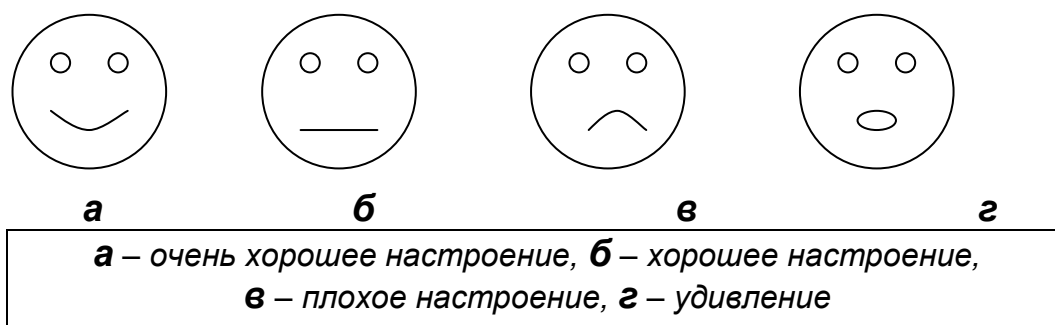 а б в г
а – очень хорошее настроение, б – хорошее настроение,
в – плохое настроение, г – удивление